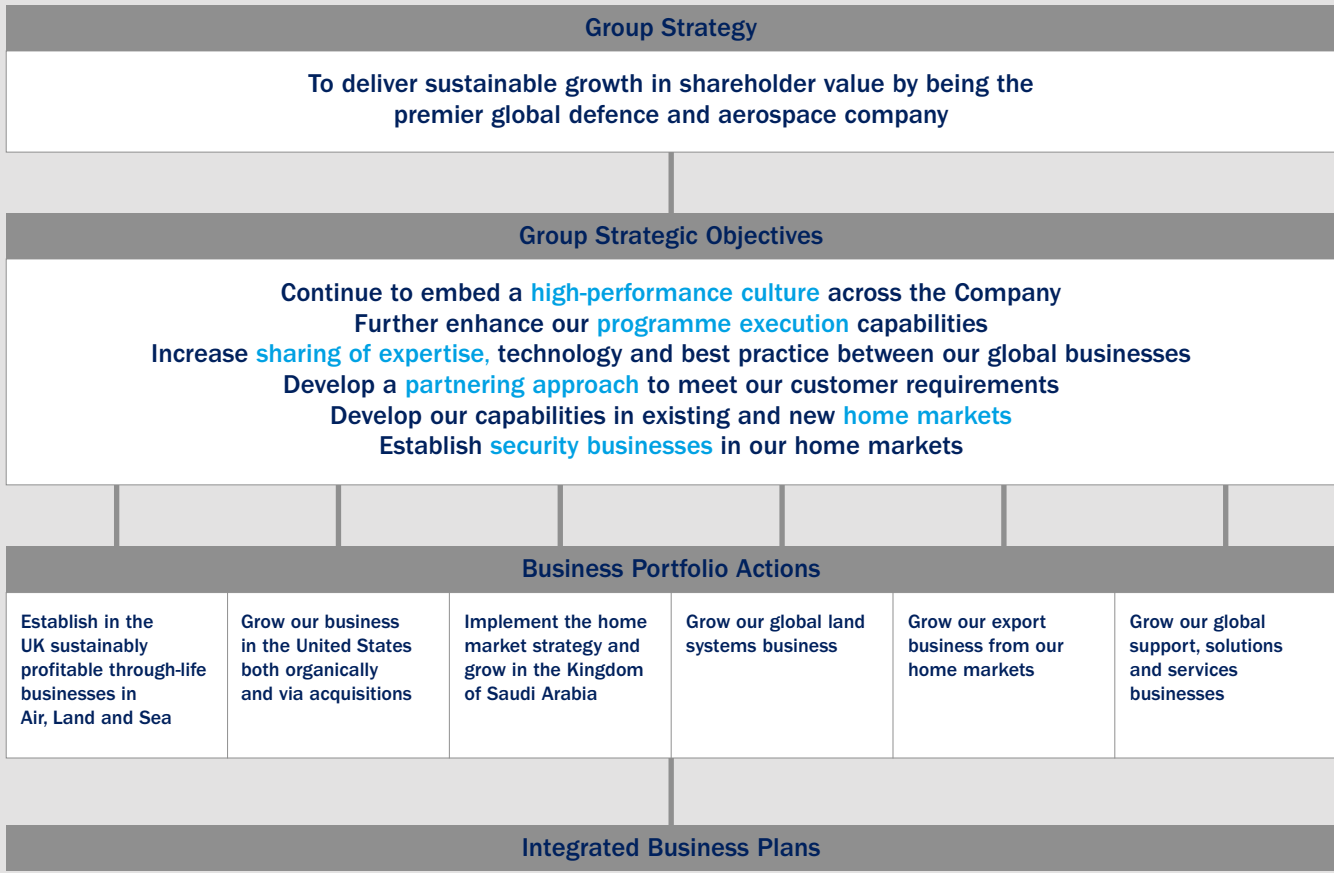 Group Strategy
To deliver sustainable growth in shareholder value by being the
premier global defence and aerospace company
Group Strategic Objectives
Continue to embed a high-performance culture across the Company
Further enhance our programme execution capabilities
Increase sharing of expertise, technology and best practice between our global businesses
Develop a partnering approach to meet our customer requirements
Develop our capabilities in existing and new home markets
Establish security businesses in our home markets
Business Portfolio Actions
Establish in the
UK sustainably
profitable through-life
businesses in
Air, Land and Sea
Grow our business
in the United States
both organically
and via acquisitions
Implement the home
market strategy and
grow in the Kingdom
of Saudi Arabia
Grow our global land
systems business
Grow our export
business from our
home markets
Grow our global
support, solutions
and services
businesses
Integrated Business Plans